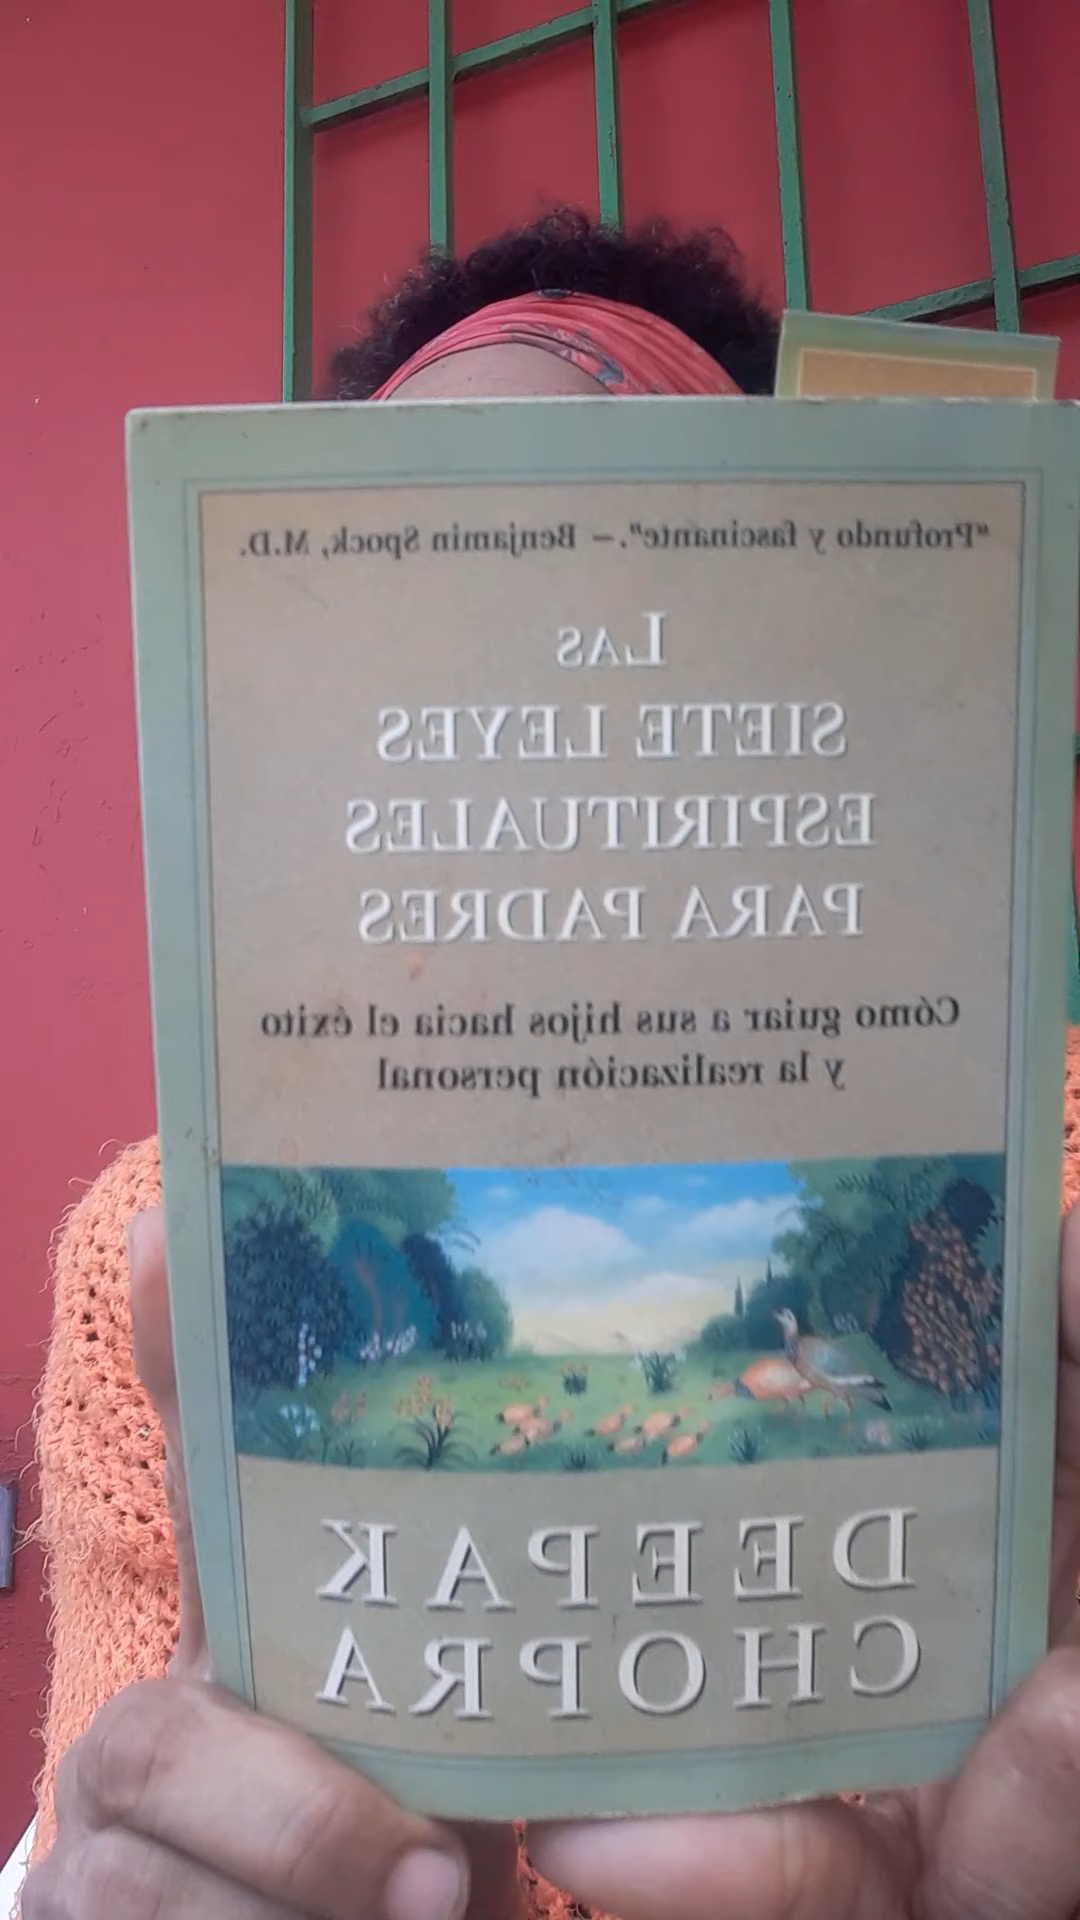 "Profundo y fascinante".— Benjamin Spock, M.D.
LAS
SIETE LEYES
ESPIRITUALES
PARA PADRES
Cómo guiar a sus hijos hacia el éxito
y la realización personal
DEEPAK
CHOPRA